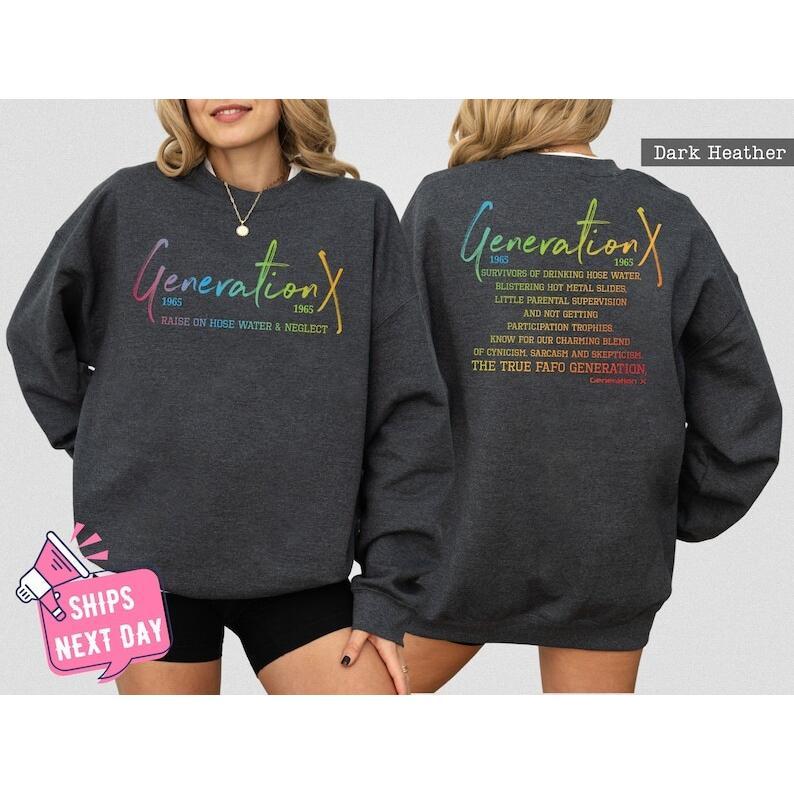 Dark Heather
Generation X
1965
1965
RAISE ON HOSE WATER & NEGLECT
Generation X
1965
1965
SURVIVORS OF DRINKING HOSE WATER,
BLISTERING HOT METAL SLIDES,
LITTLE PARENTAL SUPERVISION
AND NOT GETTING
PARTICIPATION TROPHIES.
KNOW FOR OUR CHARMING BLEND
OF CYNICISM, SARCASM AND SKEPTICISM.
THE TRUE FAFO GENERATION,
Generation X
SHIPS
NEXT DAY